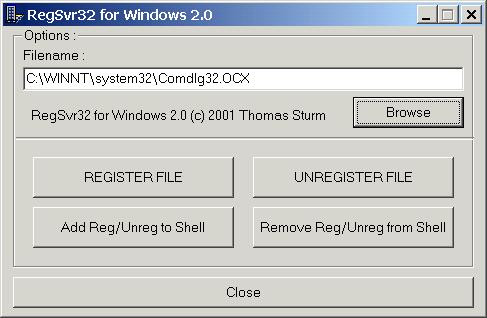 RegSvr32 for Windows 2.0
Options :
Filename :
C:\WINNT\system32\Comdlg32.OCX
RegSvr32 for Windows 2.0 (c) 2001 Thomas Sturm
Browse
REGISTER FILE
UNREGISTER FILE
Add Reg/Unreg to Shell
Remove Reg/Unreg from Shell
Close